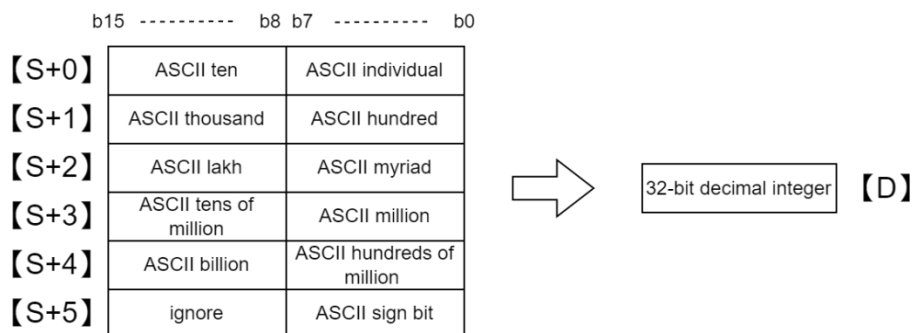 b15 ---------- b8 b7 ---------- b0
【S+0】 ASCII ten ASCII individual
【S+1】 ASCII thousand ASCII hundred
【S+2】 ASCII lakh ASCII myriad
【S+3】 ASCII tens of
million ASCII million
32-bit decimal integer 【D】
【S+4】 ASCII billion ASCII hundreds of
million
【S+5】 ignore ASCII sign bit